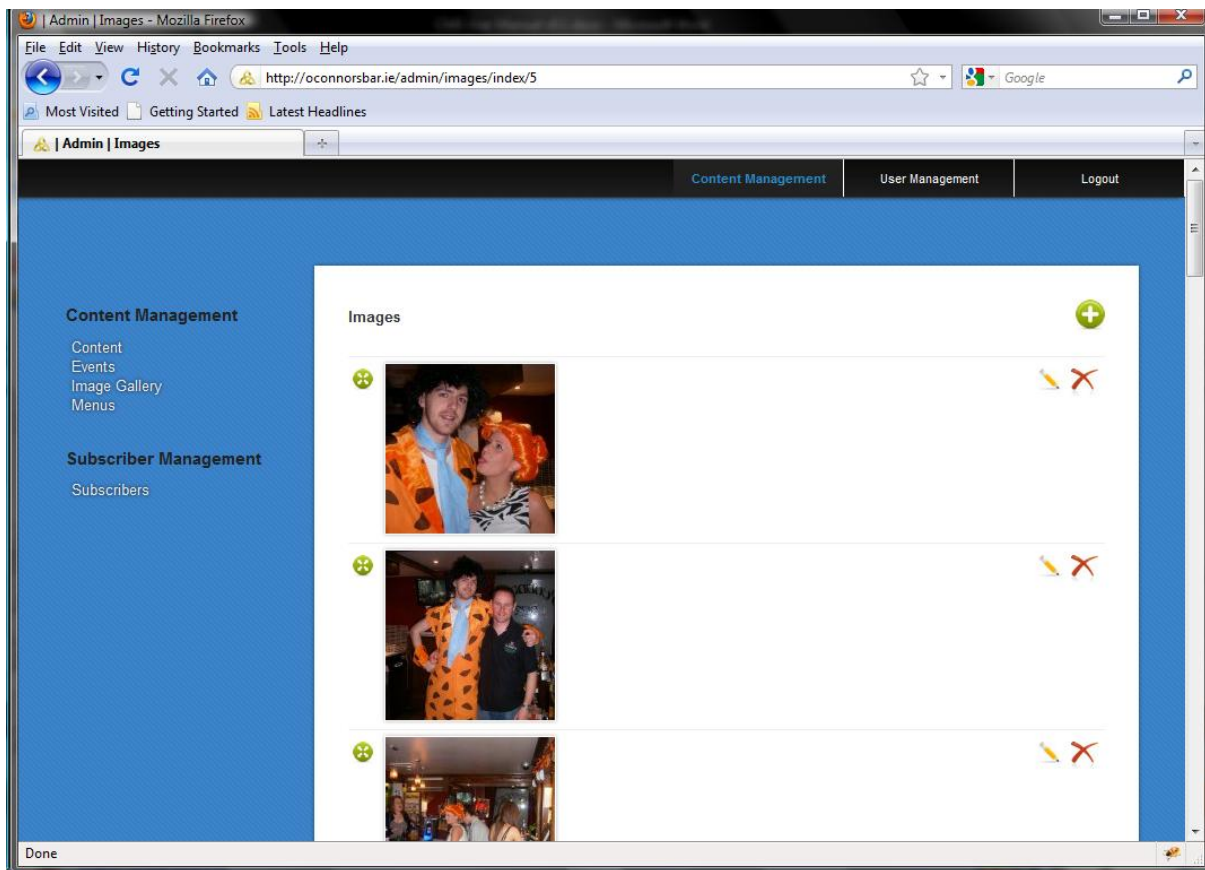 | Admin | Images - Mozilla Firefox
File Edit View History Bookmarks Tools Help
http://oconnorsbar.ie/admin/images/index/5
Google
Most Visited Getting Started Latest Headlines
| Admin | Images
Content Management User Management Logout
Content Management
Content
Events
Image Gallery
Menus
Subscriber Management
Subscribers
Images
Done